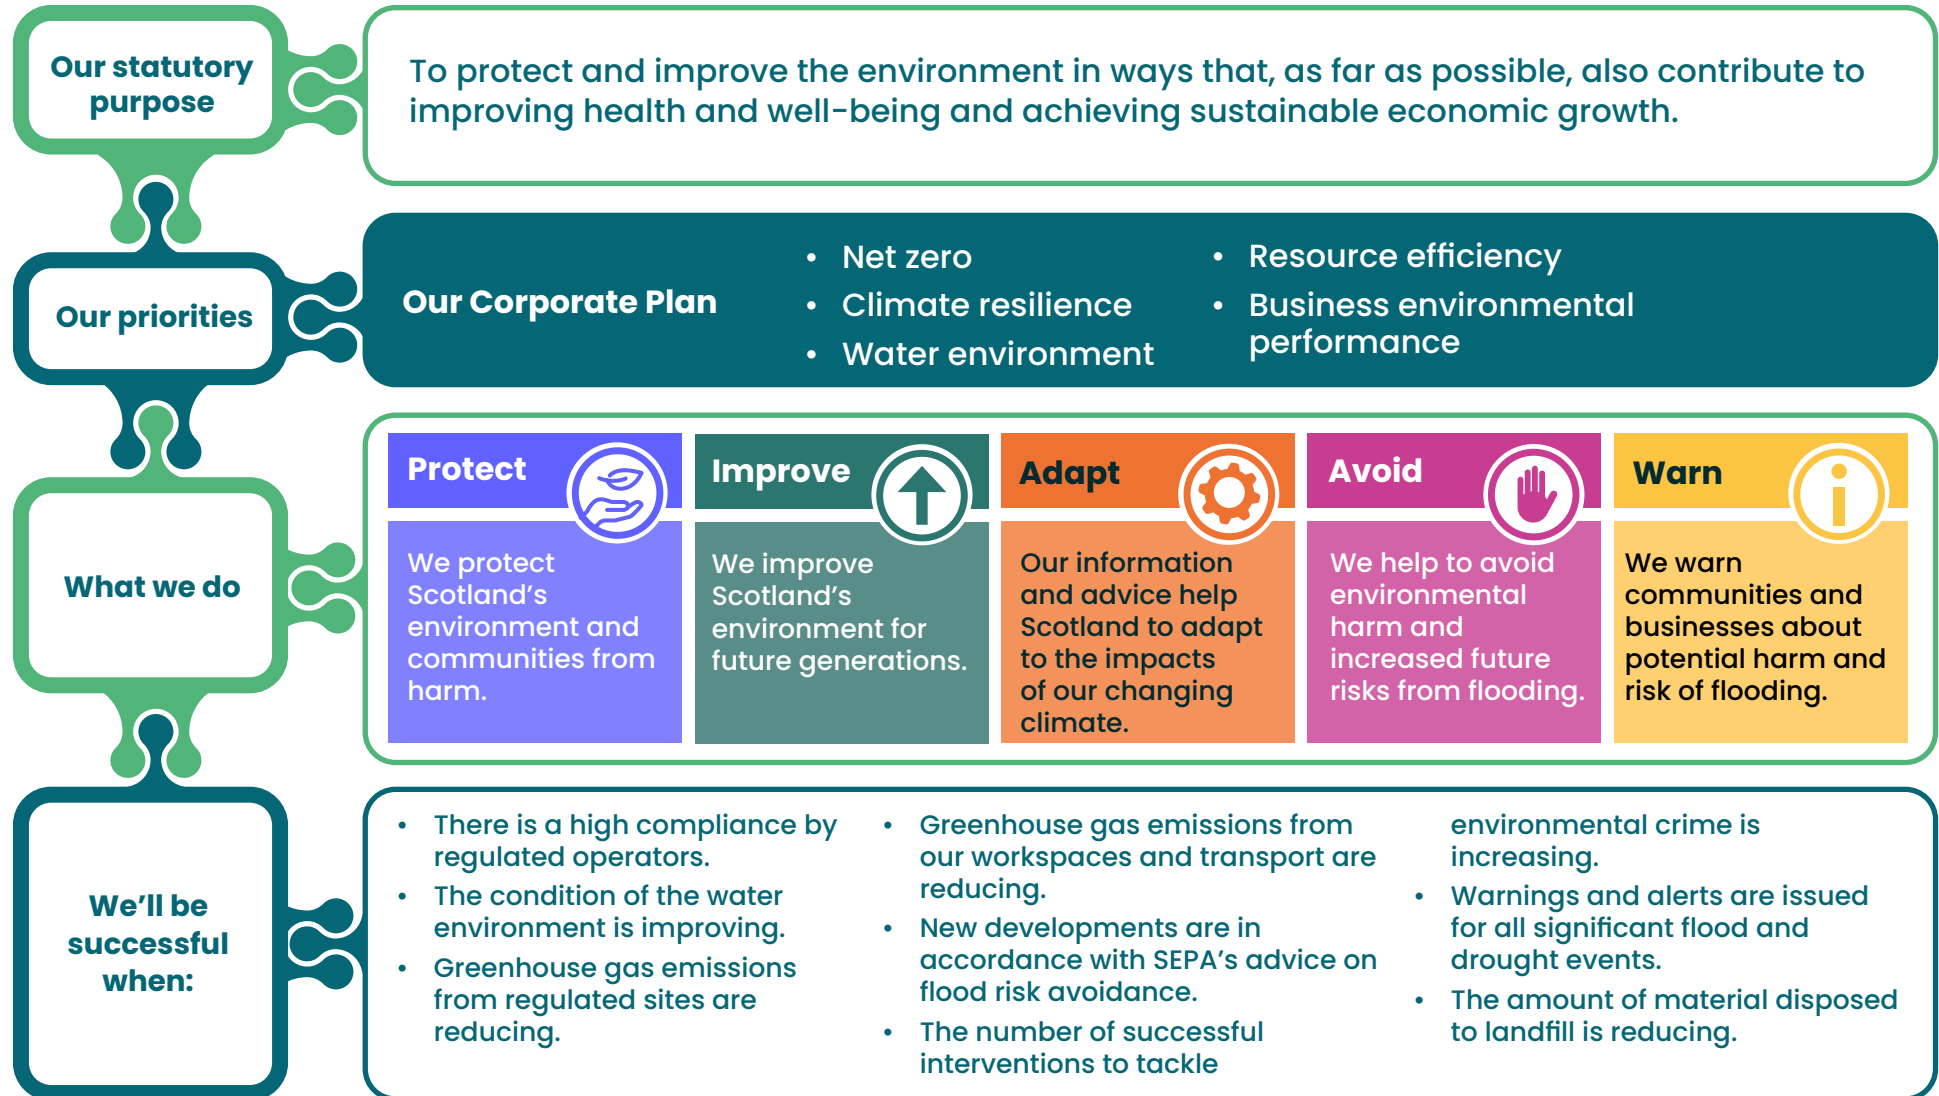 Our statutory
purpose
To protect and improve the environment in ways that, as far as possible, also contribute to
improving health and well-being and achieving sustainable economic growth.
Our priorities
Our Corporate Plan
• Net zero
• Climate resilience
• Water environment
• Resource efficiency
• Business environmental
performance
What we do
Protect
We protect
Scotland's
environment and
communities from
harm.
Improve
We improve
Scotland's
environment for
future generations.
Adapt
Our information
and advice help
Scotland to adapt
to the impacts
of our changing
climate.
Avoid
We help to avoid
environmental
harm and
increased future
risks from flooding.
Warn
We warn
communities and
businesses about
potential harm and
risk of flooding.
We'll be
successful
when:
• There is a high compliance by
regulated operators.
• The condition of the water
environment is improving.
• Greenhouse gas emissions
from regulated sites are
reducing.
• Greenhouse gas emissions from
our workspaces and transport are
reducing.
• New developments are in
accordance with SEPA's advice on
flood risk avoidance.
• The number of successful
interventions to tackle
environmental crime is
increasing.
• Warnings and alerts are issued
for all significant flood and
drought events.
• The amount of material disposed
to landfill is reducing.